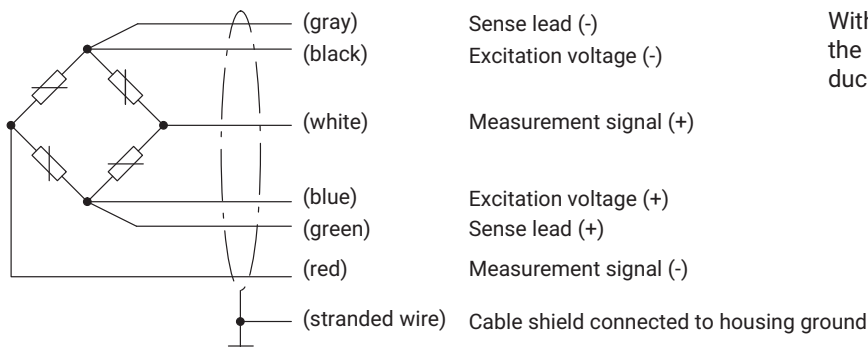 (gray) Sense lead (-)
(black) Excitation voltage (-)
(white) Measurement signal (+)
(blue) Excitation voltage (+)
(green) Sense lead (+)
(red) Measurement signal (-)
(stranded wire) Cable shield connected to housing ground
With
the
duc